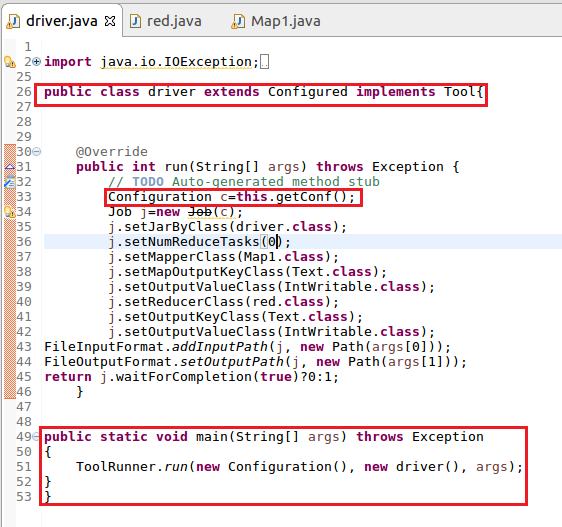 driver.java red.java Map1.java
1
2 import java.io.IOException;
25
26 public class driver extends Configured implements Tool{
27
28
29
30 @Override
31 public int run(String[] args) throws Exception {
32 // TODO Auto-generated method stub
33 Configuration c=this.getConf();
34 Job j=new Job(c);
35 j.setJarByClass(driver.class);
36 j.setNumReduceTasks(0);
37 j.setMapperClass(Map1.class);
38 j.setMapOutputKeyClass(Text.class);
39 j.setOutputValueClass(IntWritable.class);
40 j.setReducerClass(red.class);
41 j.setOutputKeyClass(Text.class);
42 j.setOutputValueClass(IntWritable.class);
43 FileInputFormat.addInputPath(j, new Path(args[0]));
44 FileOutputFormat.setOutputPath(j, new Path(args[1]));
45 return j.waitForCompletion(true)?0:1;
46 }
47
48
49 public static void main(String[] args) throws Exception
50 {
51 ToolRunner.run(new Configuration(), new driver(), args);
52 }
53 }